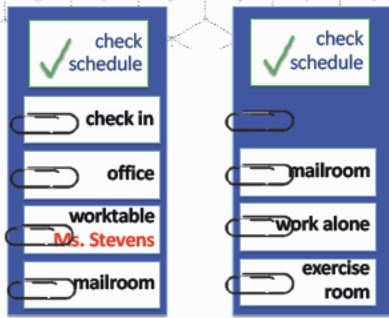 check
schedule
check in
office
worktable
Ms. Stevens
mailroom
check
schedule
mailroom
work alone
exercise
room